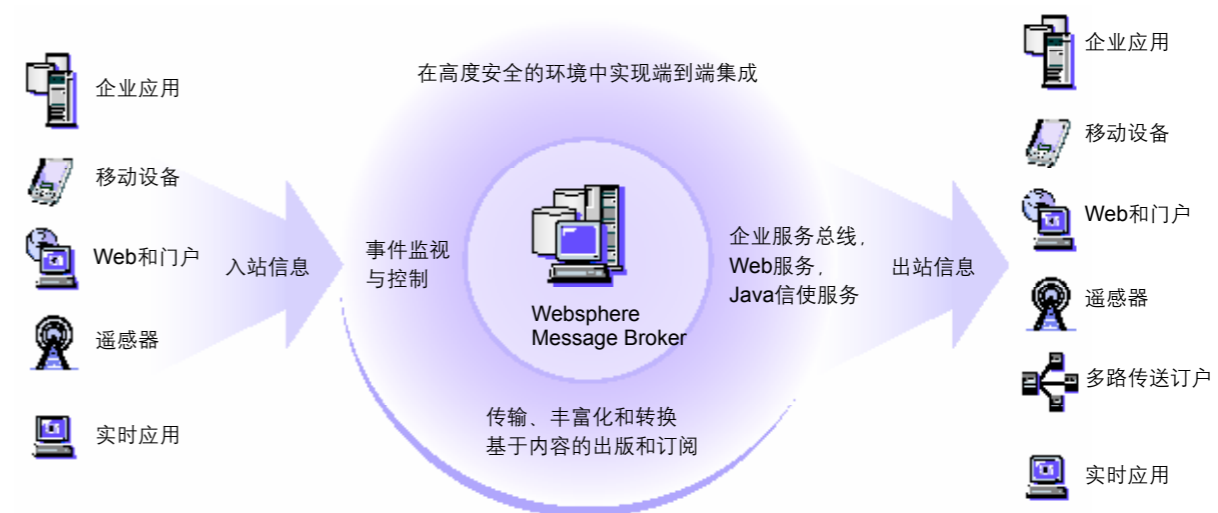 企业应用
移动设备
Web和门户
遥感器
实时应用
入站信息
在高度安全的环境中实现端到端集成
事件监视
与控制
Websphere
Message Broker
企业服务总线，
Web服务，
Java信使服务
传输、丰富化和转换
基于内容的出版和订阅
出站信息
企业应用
移动设备
Web和门户
遥感器
多路传送订户
实时应用